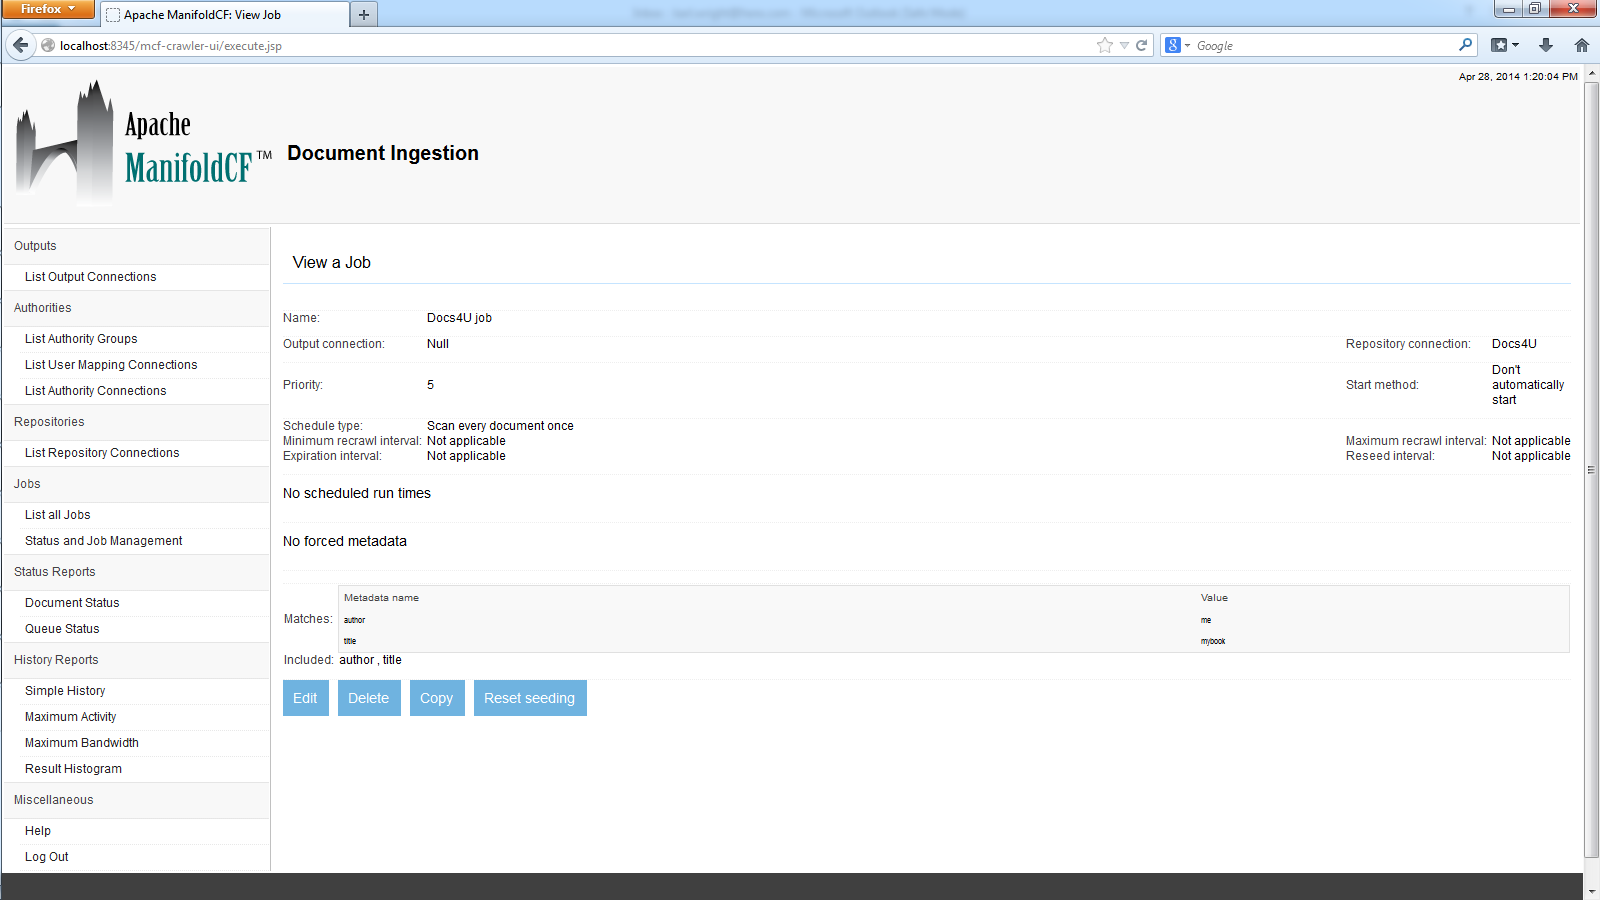 Firefox
Apache ManifoldCF: View Job
localhost:8345/mcf-crawler-ui/execute.jsp
Google
Apr 28, 2014 1:20:04 PM
Apache
ManifoldCF™
Document Ingestion
Outputs
List Output Connections
Authorities
List Authority Groups
List User Mapping Connections
List Authority Connections
Repositories
List Repository Connections
Jobs
List all Jobs
Status and Job Management
Status Reports
Document Status
Queue Status
History Reports
Simple History
Maximum Activity
Maximum Bandwidth
Result Histogram
Miscellaneous
Help
Log Out
View a Job
Name: Docs4U job
Output connection: Null Repository connection: Docs4U
Priority: 5 Start method: Don't
automatically
start
Schedule type: Scan every document once
Minimum recrawl interval: Not applicable Maximum recrawl interval: Not applicable
Expiration interval: Not applicable Reseed interval: Not applicable
No scheduled run times
No forced metadata
Matches:
Metadata name Value
author me
title mybook
Included: author , title
Edit Delete Copy Reset seeding